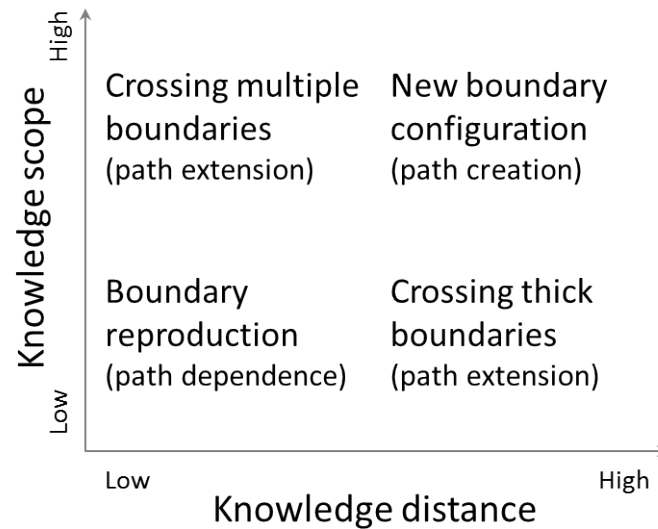 High
Knowledge scope
Low
Crossing multiple
boundaries
(path extension)
New boundary
configuration
(path creation)
Boundary
reproduction
(path dependence)
Crossing thick
boundaries
(path extension)
Low
High
Knowledge distance